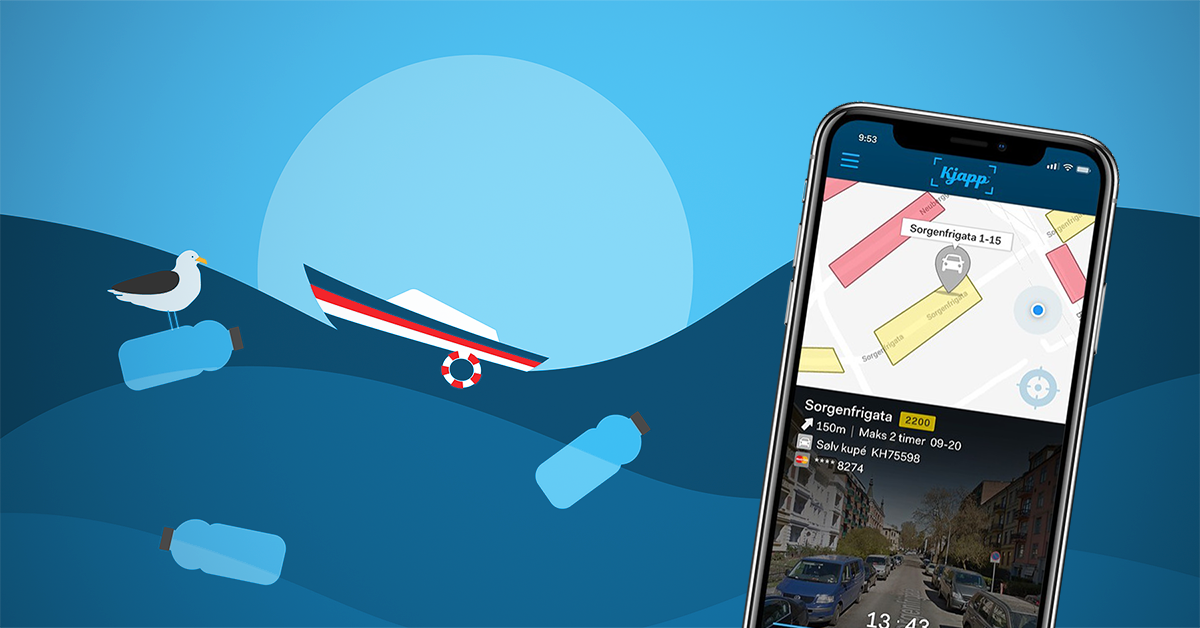 9:53
Kjapp
Neuberg
Sorgenfrigata 1-15
Sorgenfrigata
Sorgenfrigata
Sorgenfrigata 2200
150m | Maks 2 timer 09-20
Sølv kupé KH75598
**** 8274
13:43